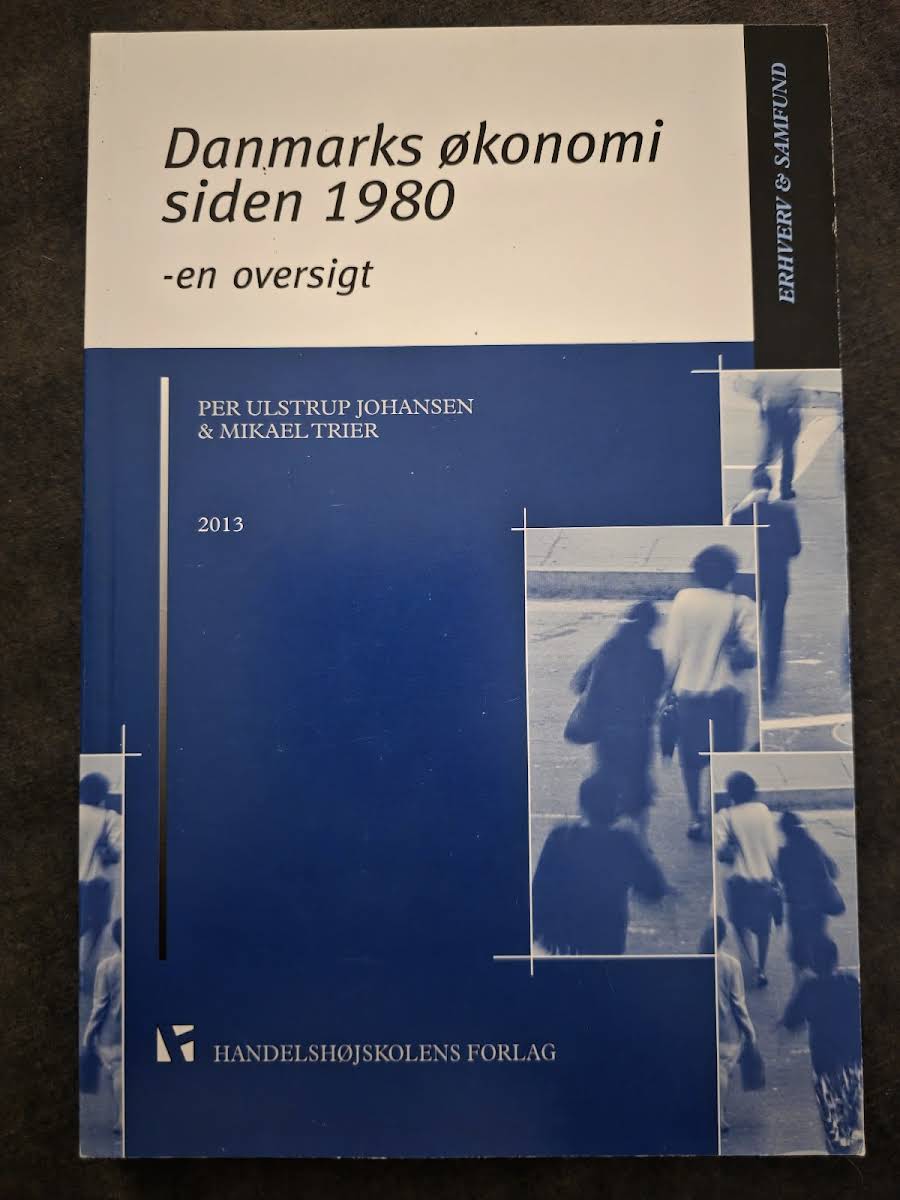 Danmarks økonomi
siden 1980
-en oversigt
ERHVERV & SAMFUND
PER ULSTRUP JOHANSEN
& MIKAEL TRIER
2013
HANDELSHØJSKOLENS FORLAG